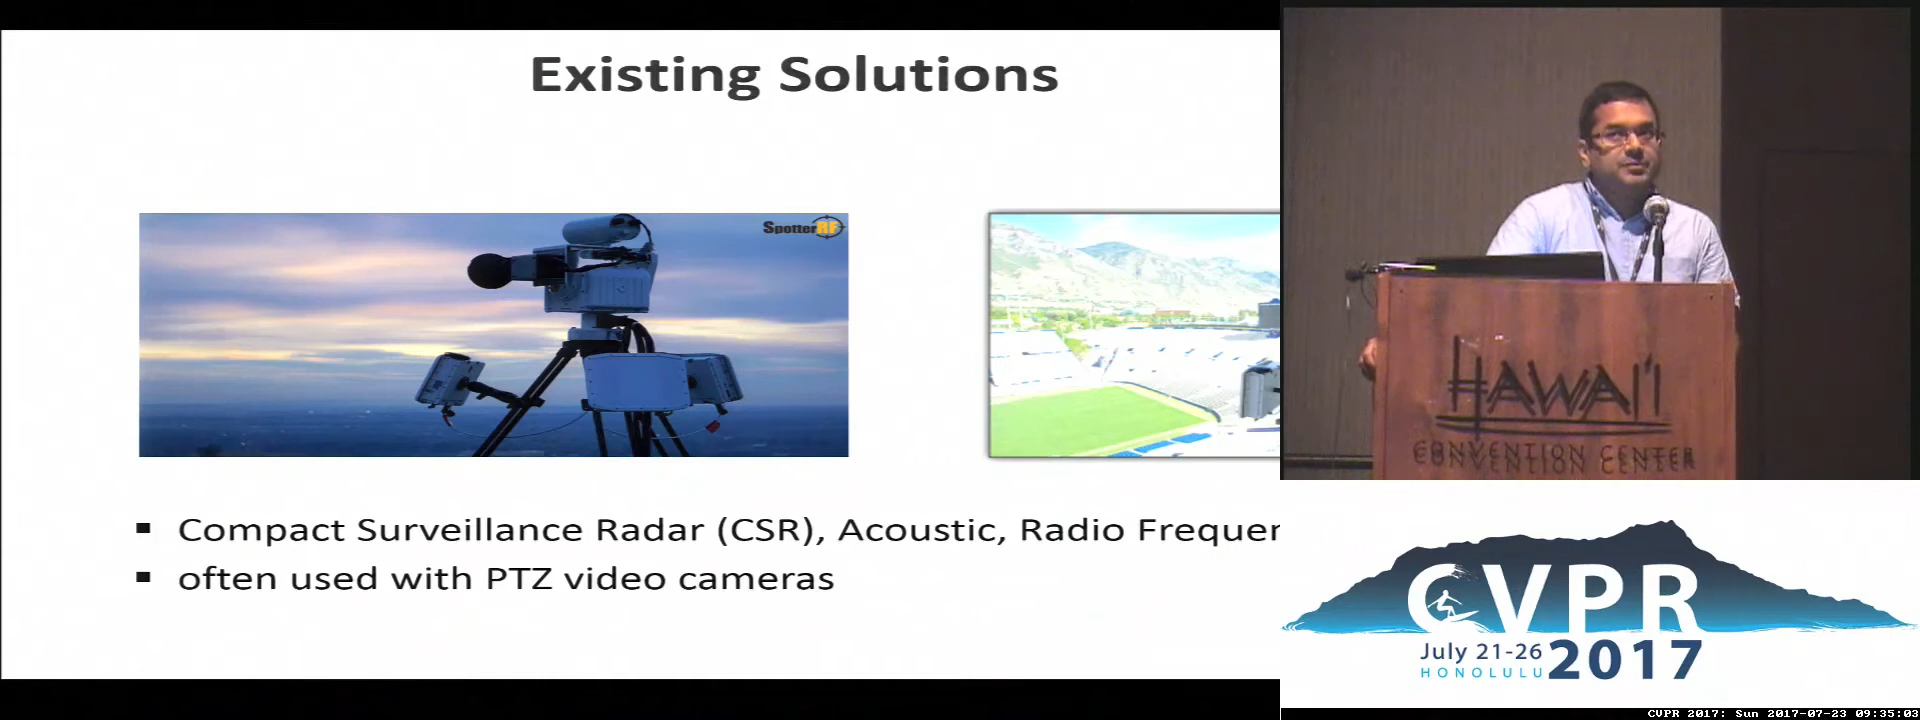 Existing Solutions
SpotterRF
▪ Compact Surveillance Radar (CSR), Acoustic, Radio Frequen
▪ often used with PTZ video cameras
HAWAI'I
CONVENTION CENTER
CVPR
July 21-26
HONOLULU
2017
CVPR 2017: Sun 2017-07-23 09:35:03